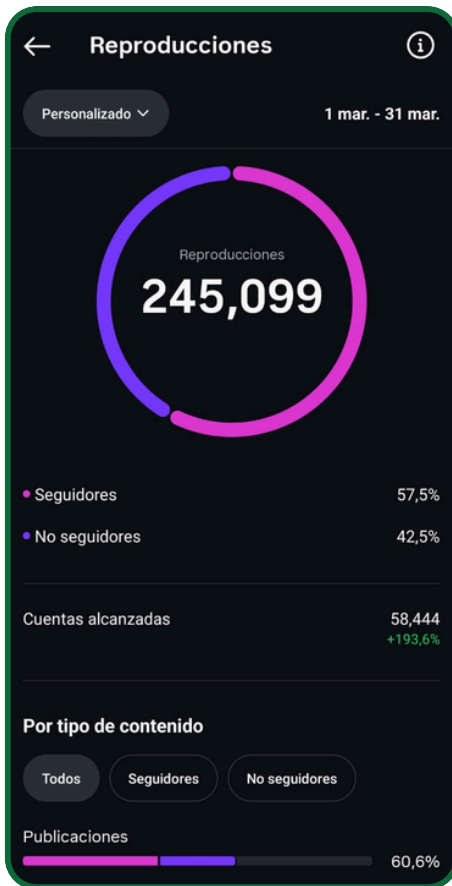 Reproducciones
Personalizado
1 mar. - 31 mar.
Reproducciones
245,099
Seguidores 57,5%
No seguidores 42,5%
Cuentas alcanzadas 58,444
+193,6%
Por tipo de contenido
Todos Seguidores No seguidores
Publicaciones
60,6%